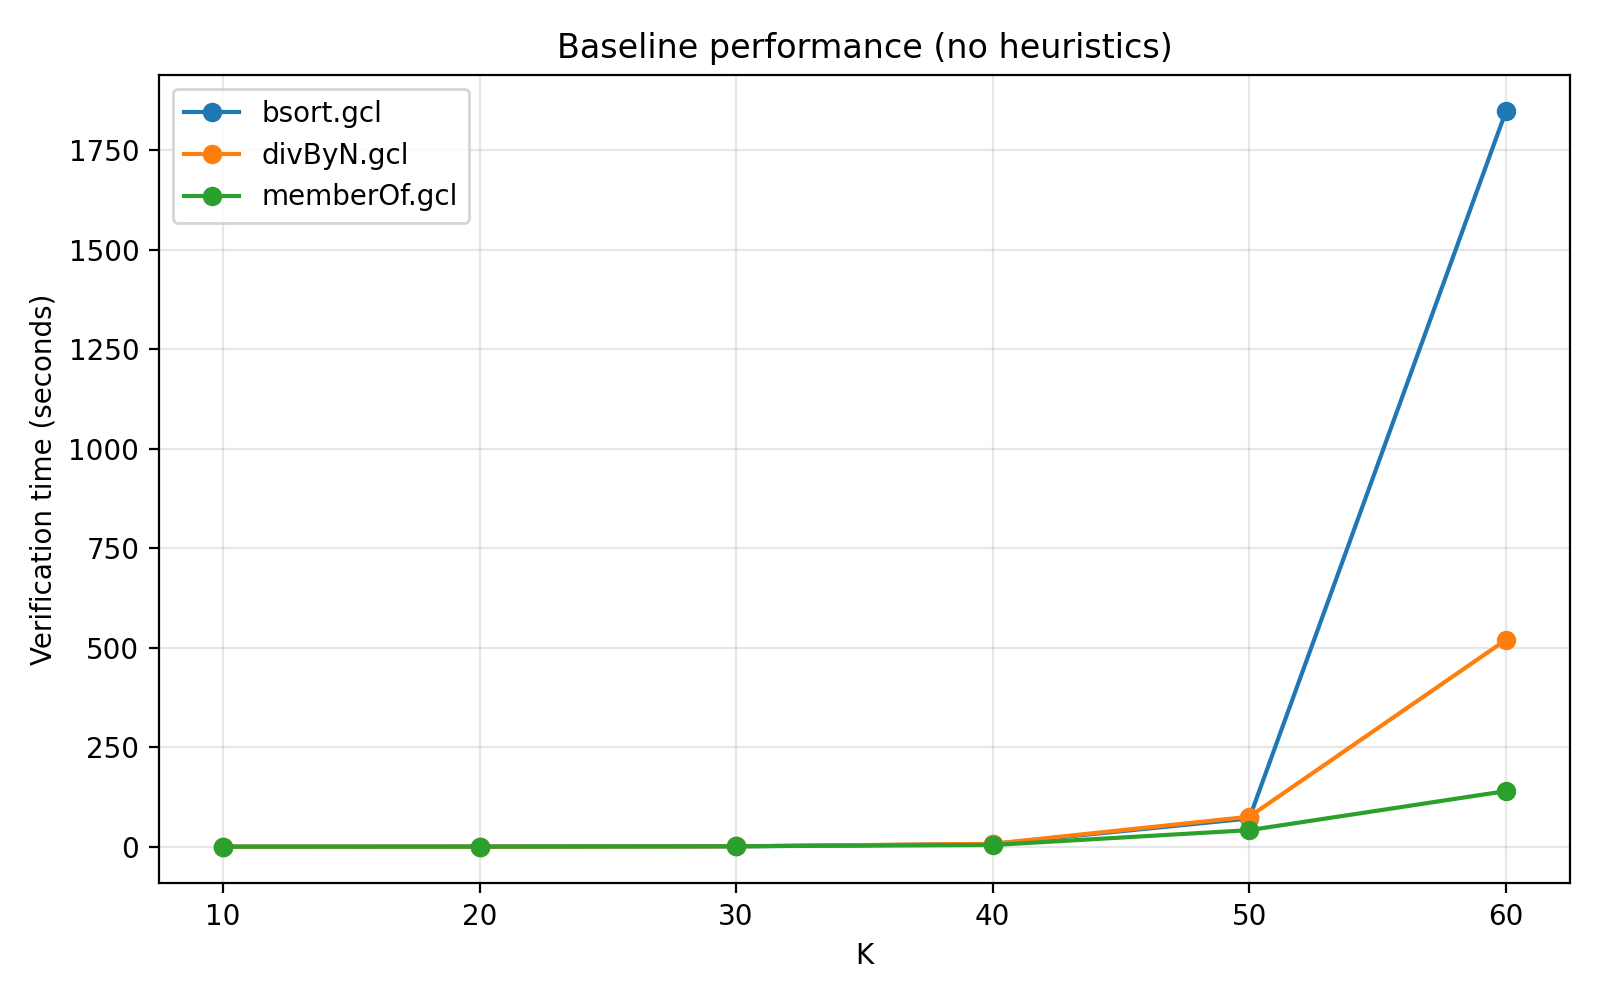 Baseline performance (no heuristics)
bsort.gcl
divByN.gcl
memberOf.gcl
Verification time (seconds)
1750
1500
1250
1000
750
500
250
0
10 20 30 40 50 60
K